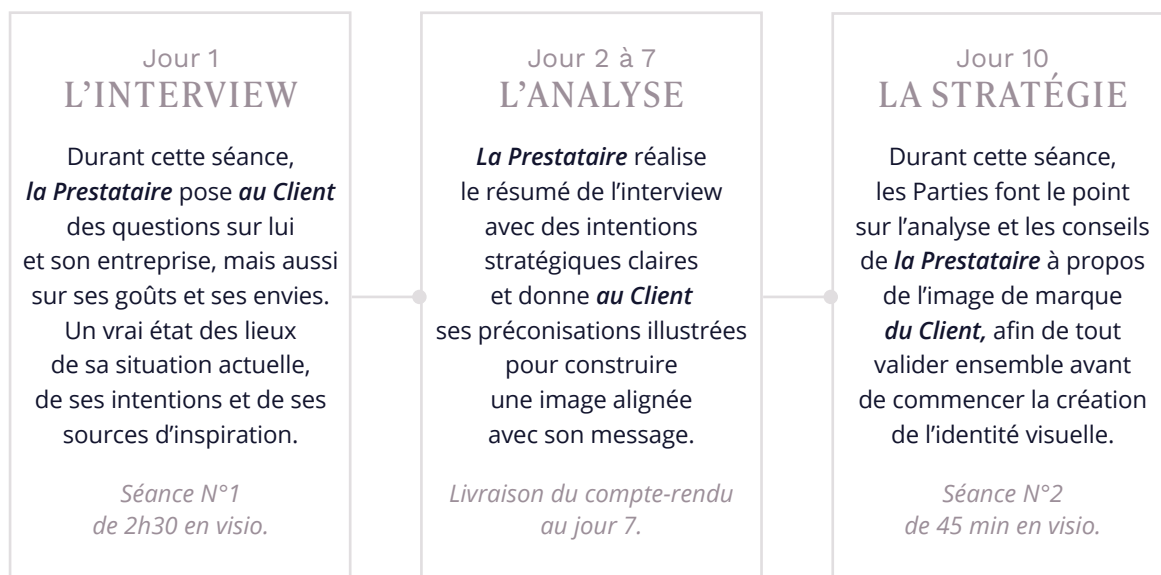 Jour 1
L’INTERVIEW
Durant cette séance,
la Prestataire pose au Client
des questions sur lui
et son entreprise, mais aussi
sur ses goûts et ses envies.
Un vrai état des lieux
de sa situation actuelle,
de ses intentions et de ses
sources d’inspiration.
Séance N°1
de 2h30 en visio.
Jour 2 à 7
L’ANALYSE
La Prestataire réalise
le résumé de l’interview
avec des intentions
stratégiques claires
et donne au Client
ses préconisations illustrées
pour construire
une image alignée
avec son message.
Livraison du compte-rendu
au jour 7.
Jour 10
LA STRATÉGIE
Durant cette séance,
les Parties font le point
sur l’analyse et les conseils
de la Prestataire à propos
de l’image de marque
du Client, afin de tout
valider ensemble avant
de commencer la création
de l’identité visuelle.
Séance N°2
de 45 min en visio.